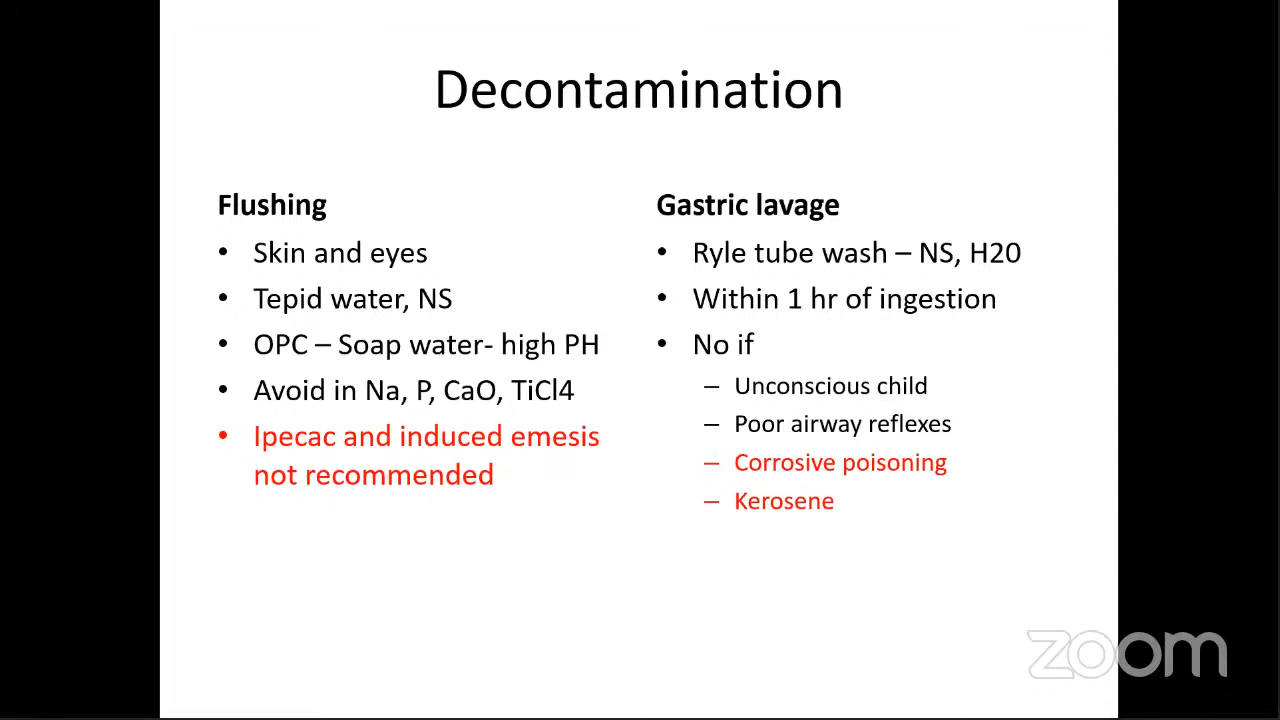 Decontamination
Flushing
• Skin and eyes
• Tepid water, NS
• OPC – Soap water- high PH
• Avoid in Na, P, CaO, TiCl4
• Ipecac and induced emesis
not recommended
Gastric lavage
• Ryle tube wash – NS, H20
• Within 1 hr of ingestion
• No if
– Unconscious child
– Poor airway reflexes
– Corrosive poisoning
– Kerosene
zoom